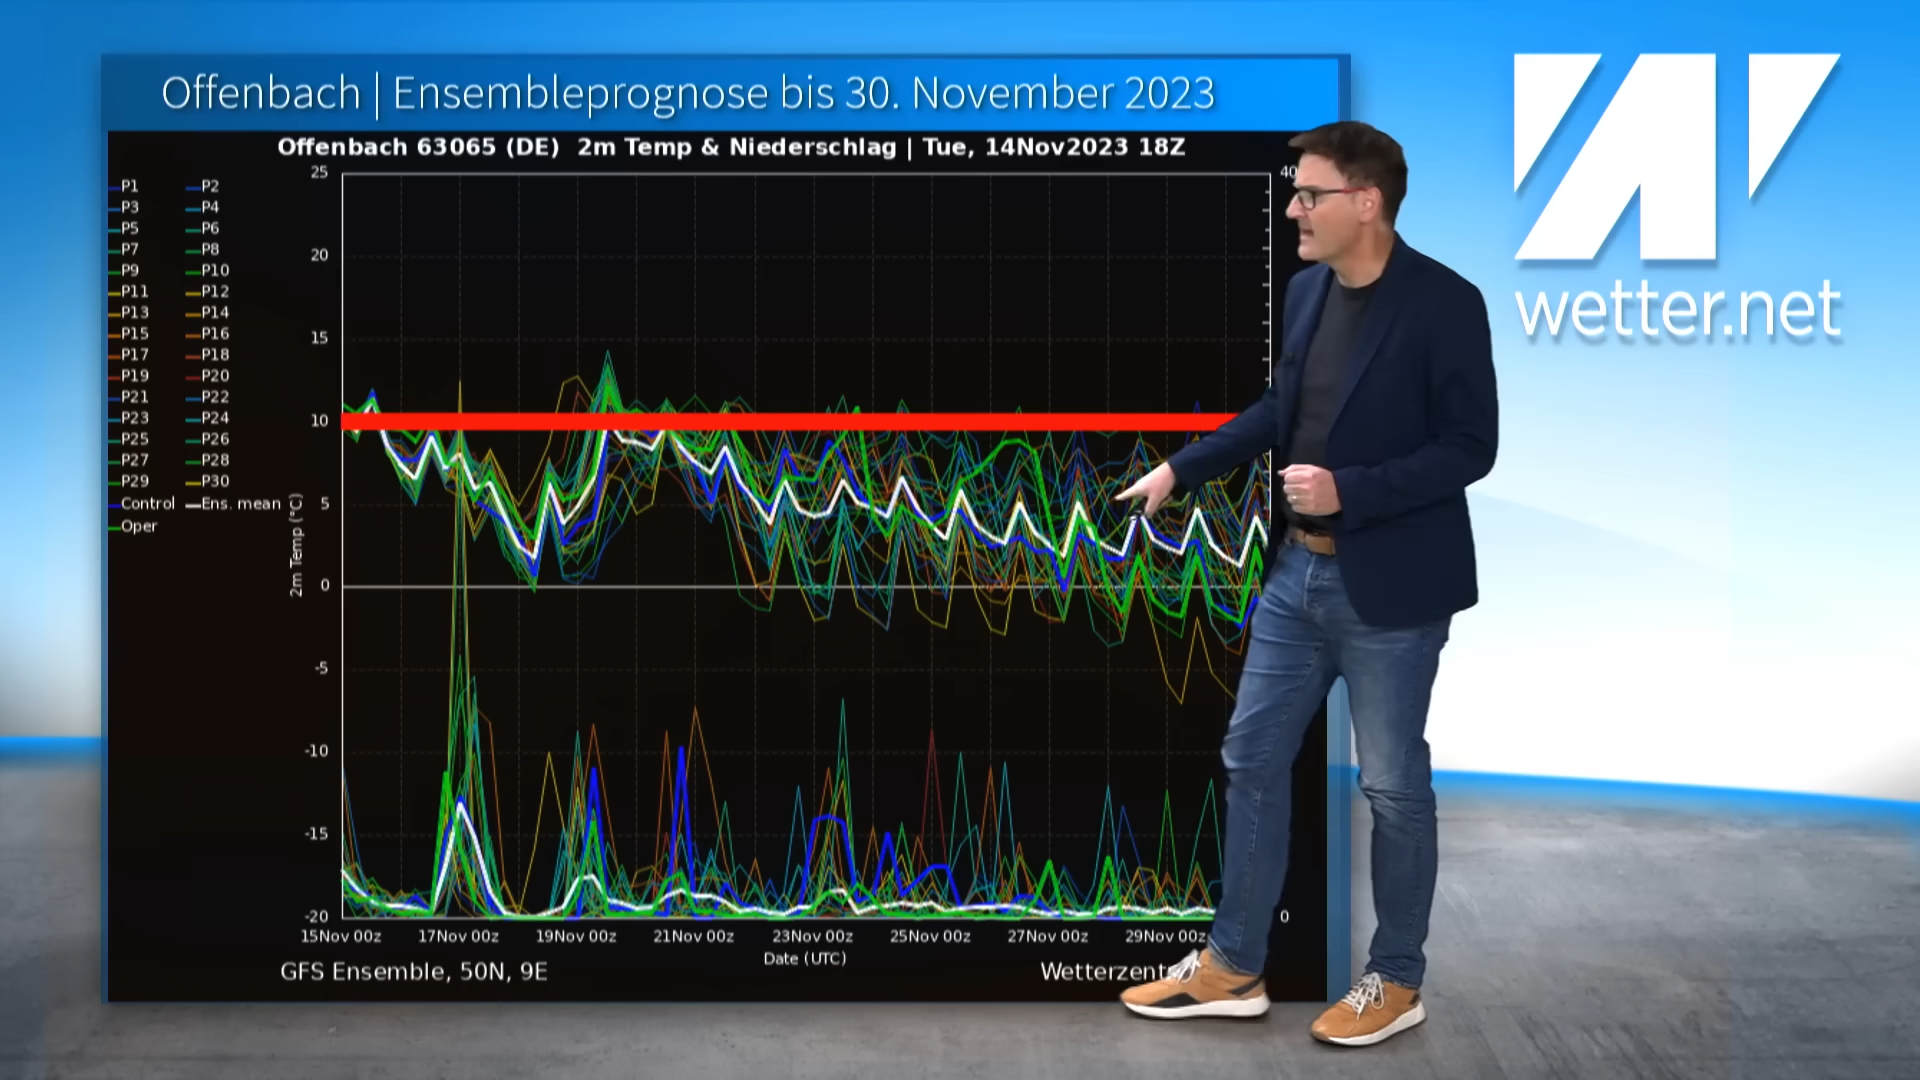 Offenbach | Ensembleprognose bis 30. November 2023
wetter.net
Offenbach 63065 (DE) 2m Temp & Niederschlag | Tue, 14Nov2023 18Z
P1 P2
P3 P4
P5 P6
P7 P8
P9 P10
P11 P12
P13 P14
P15 P16
P17 P18
P19 P20
P21 P22
P23 P24
P25 P26
P27 P28
P29 P30
Control Ens. mean
Oper
2m Temp (°C)
25
20
15
10
5
0
-5
-10
-15
-20
40
0
15Nov 00z 17Nov 00z 19Nov 00z 21Nov 00z 23Nov 00z 25Nov 00z 27Nov 00z 29Nov 00z
Date (UTC)
GFS Ensemble, 50N, 9E